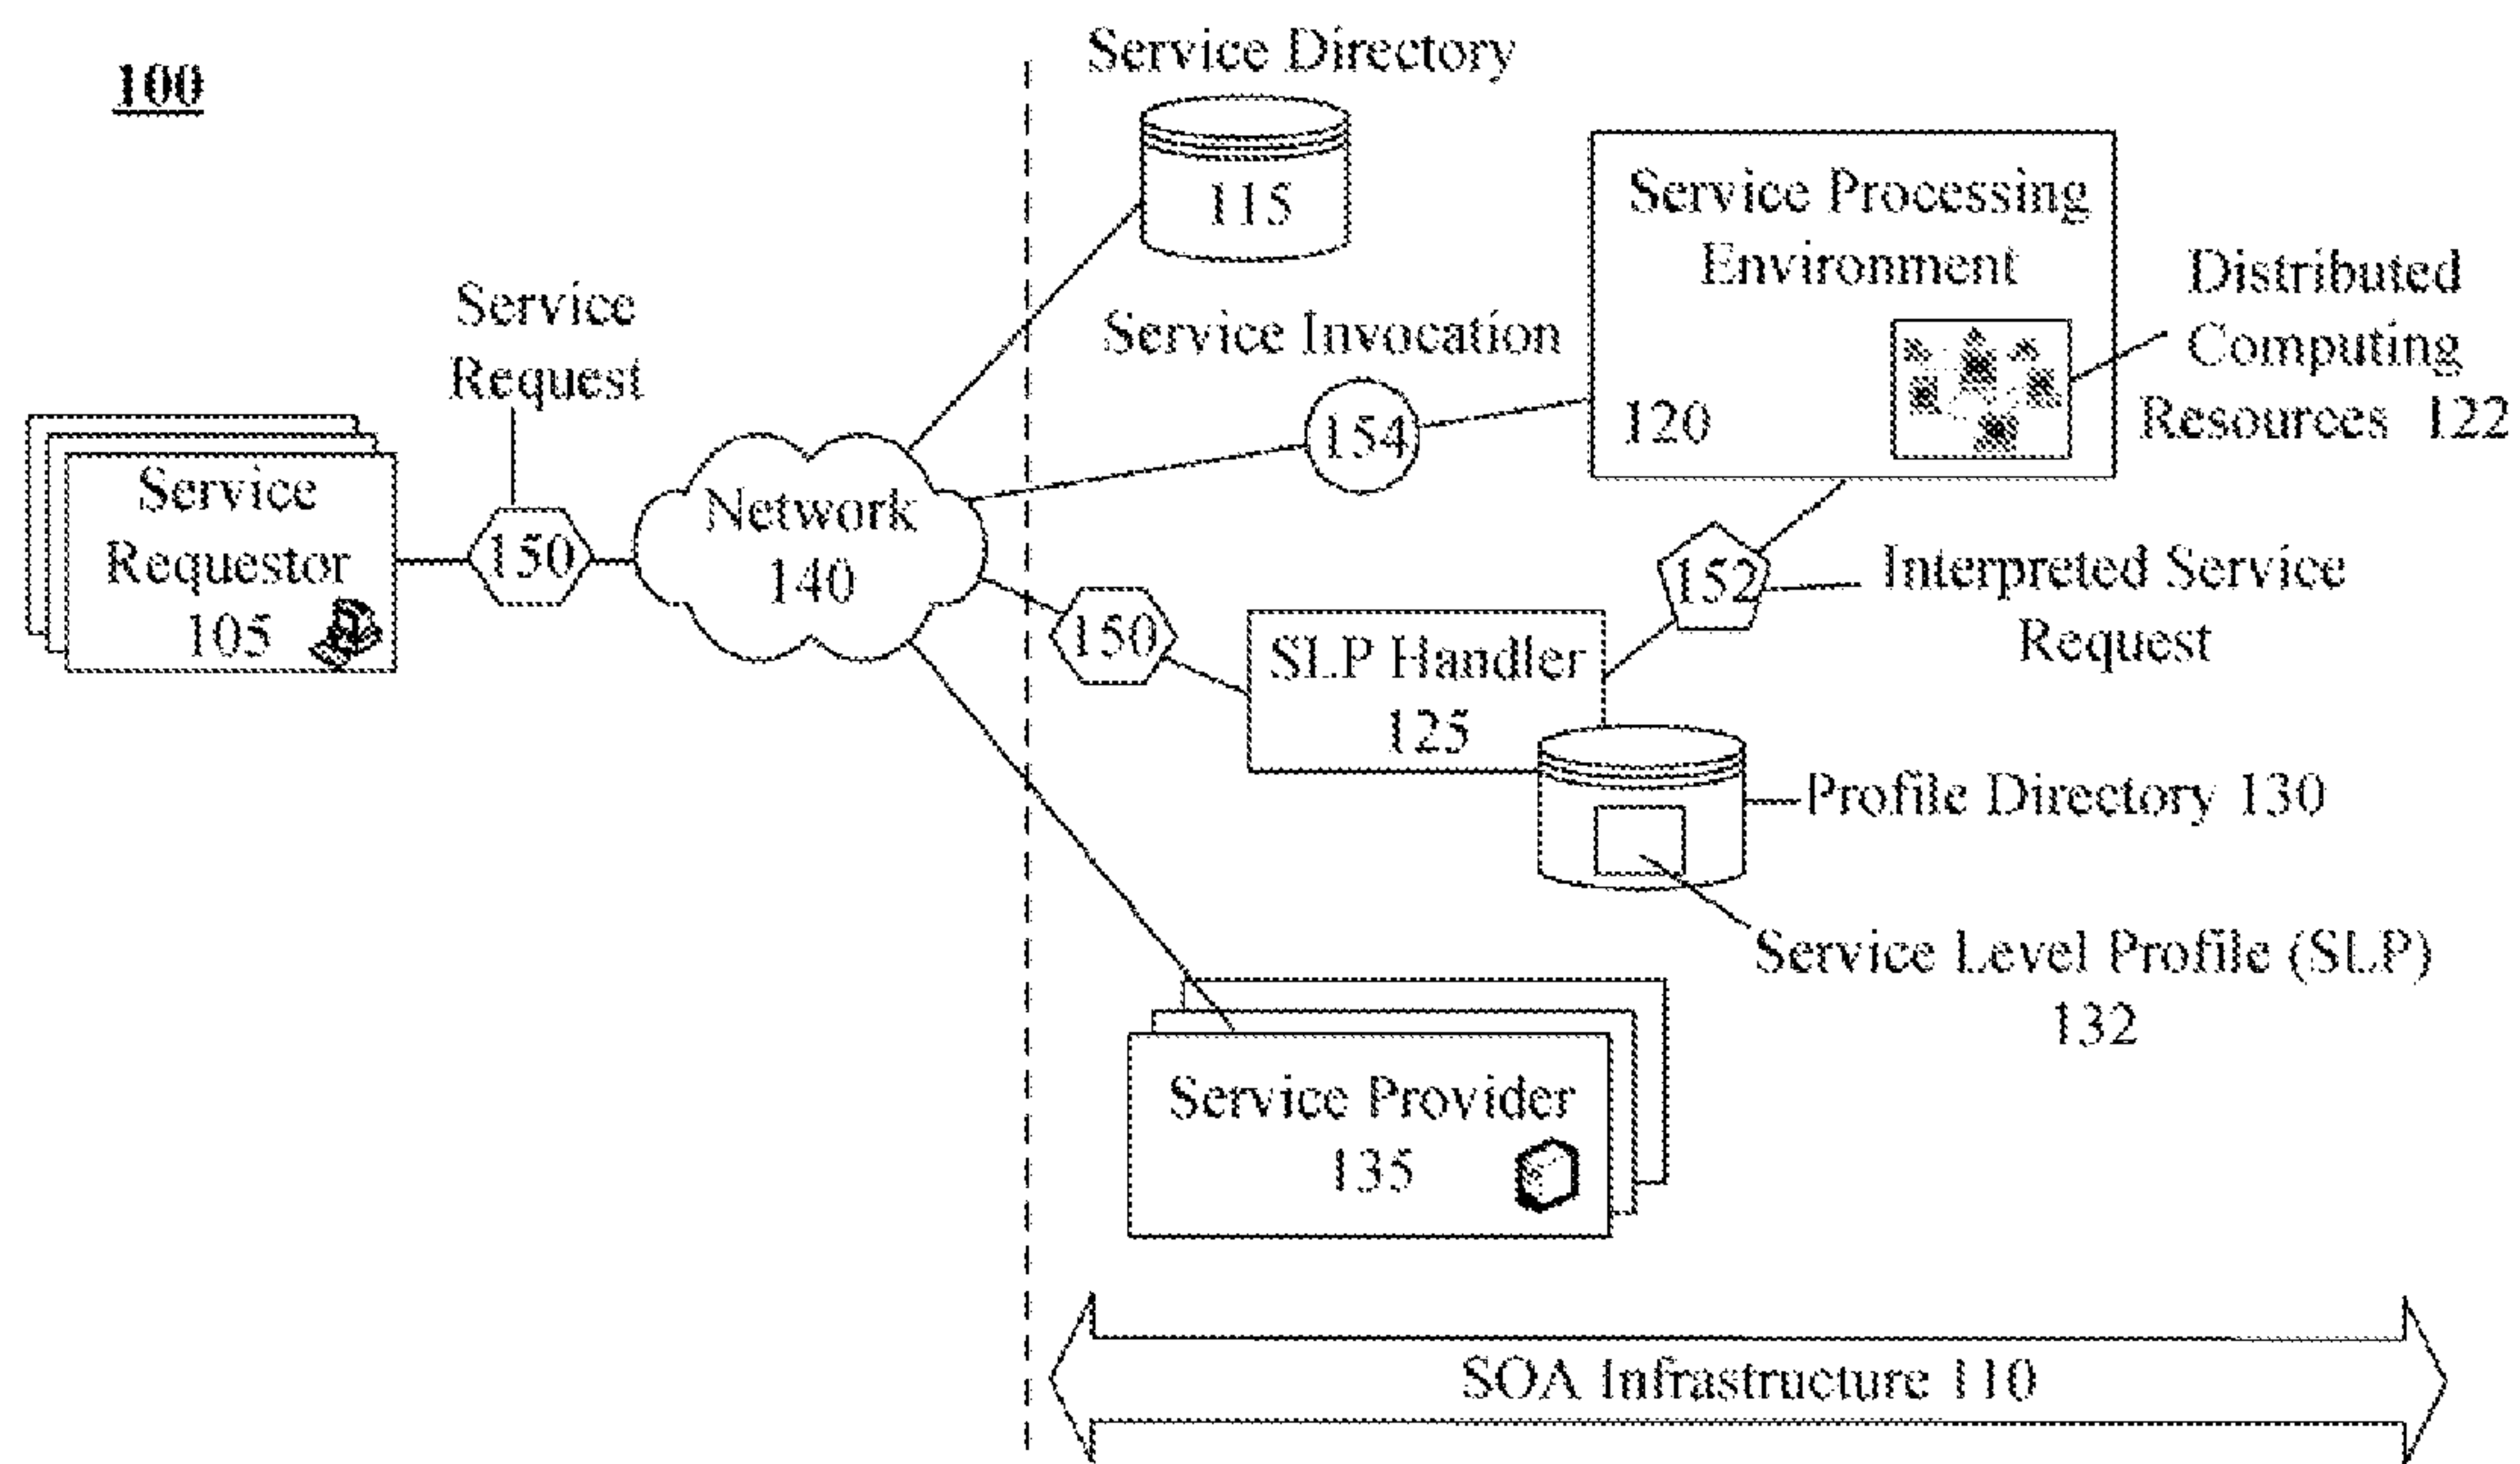 100
Service Directory
115
Service Processing
Environment
120
Distributed
Computing
Resources 122
Service
Request
Service Invocation
154
Service
Requestor
105
150
Network
140
152
Interpreted Service
Request
150
SLP Handler
125
Profile Directory 130
Service Level Profile (SLP)
132
Service Provider
135
SOA Infrastructure 110